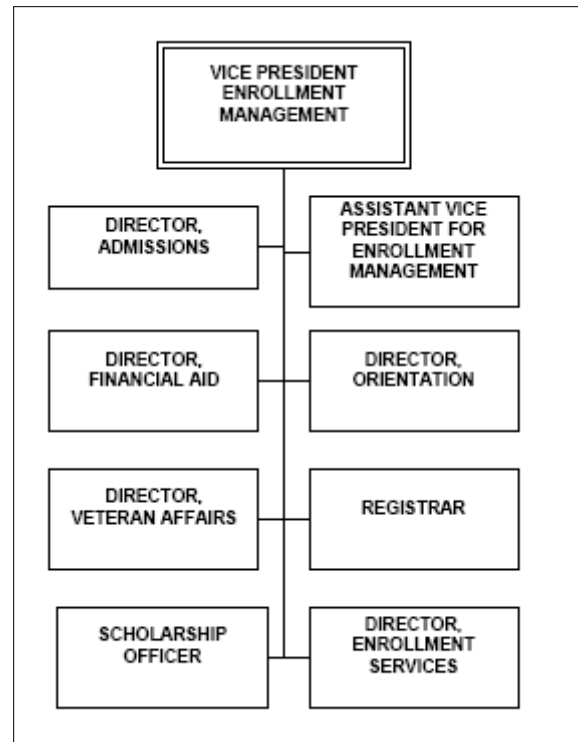 VICE PRESIDENT
ENROLLMENT
MANAGEMENT
DIRECTOR,
ADMISSIONS
ASSISTANT VICE
PRESIDENT FOR
ENROLLMENT
MANAGEMENT
DIRECTOR,
FINANCIAL AID
DIRECTOR,
ORIENTATION
DIRECTOR,
VETERAN AFFAIRS
REGISTRAR
SCHOLARSHIP
OFFICER
DIRECTOR,
ENROLLMENT
SERVICES